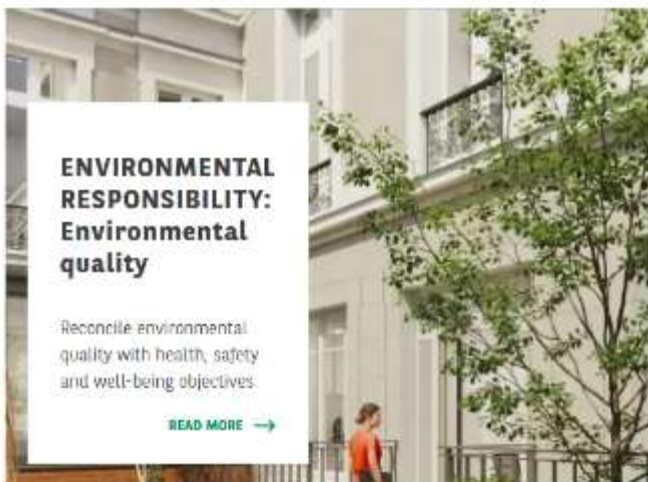 ENVIRONMENTAL
RESPONSIBILITY:
Environmental
quality
Reconcile environmental
quality with health, safety
and well-being objectives
READ MORE →